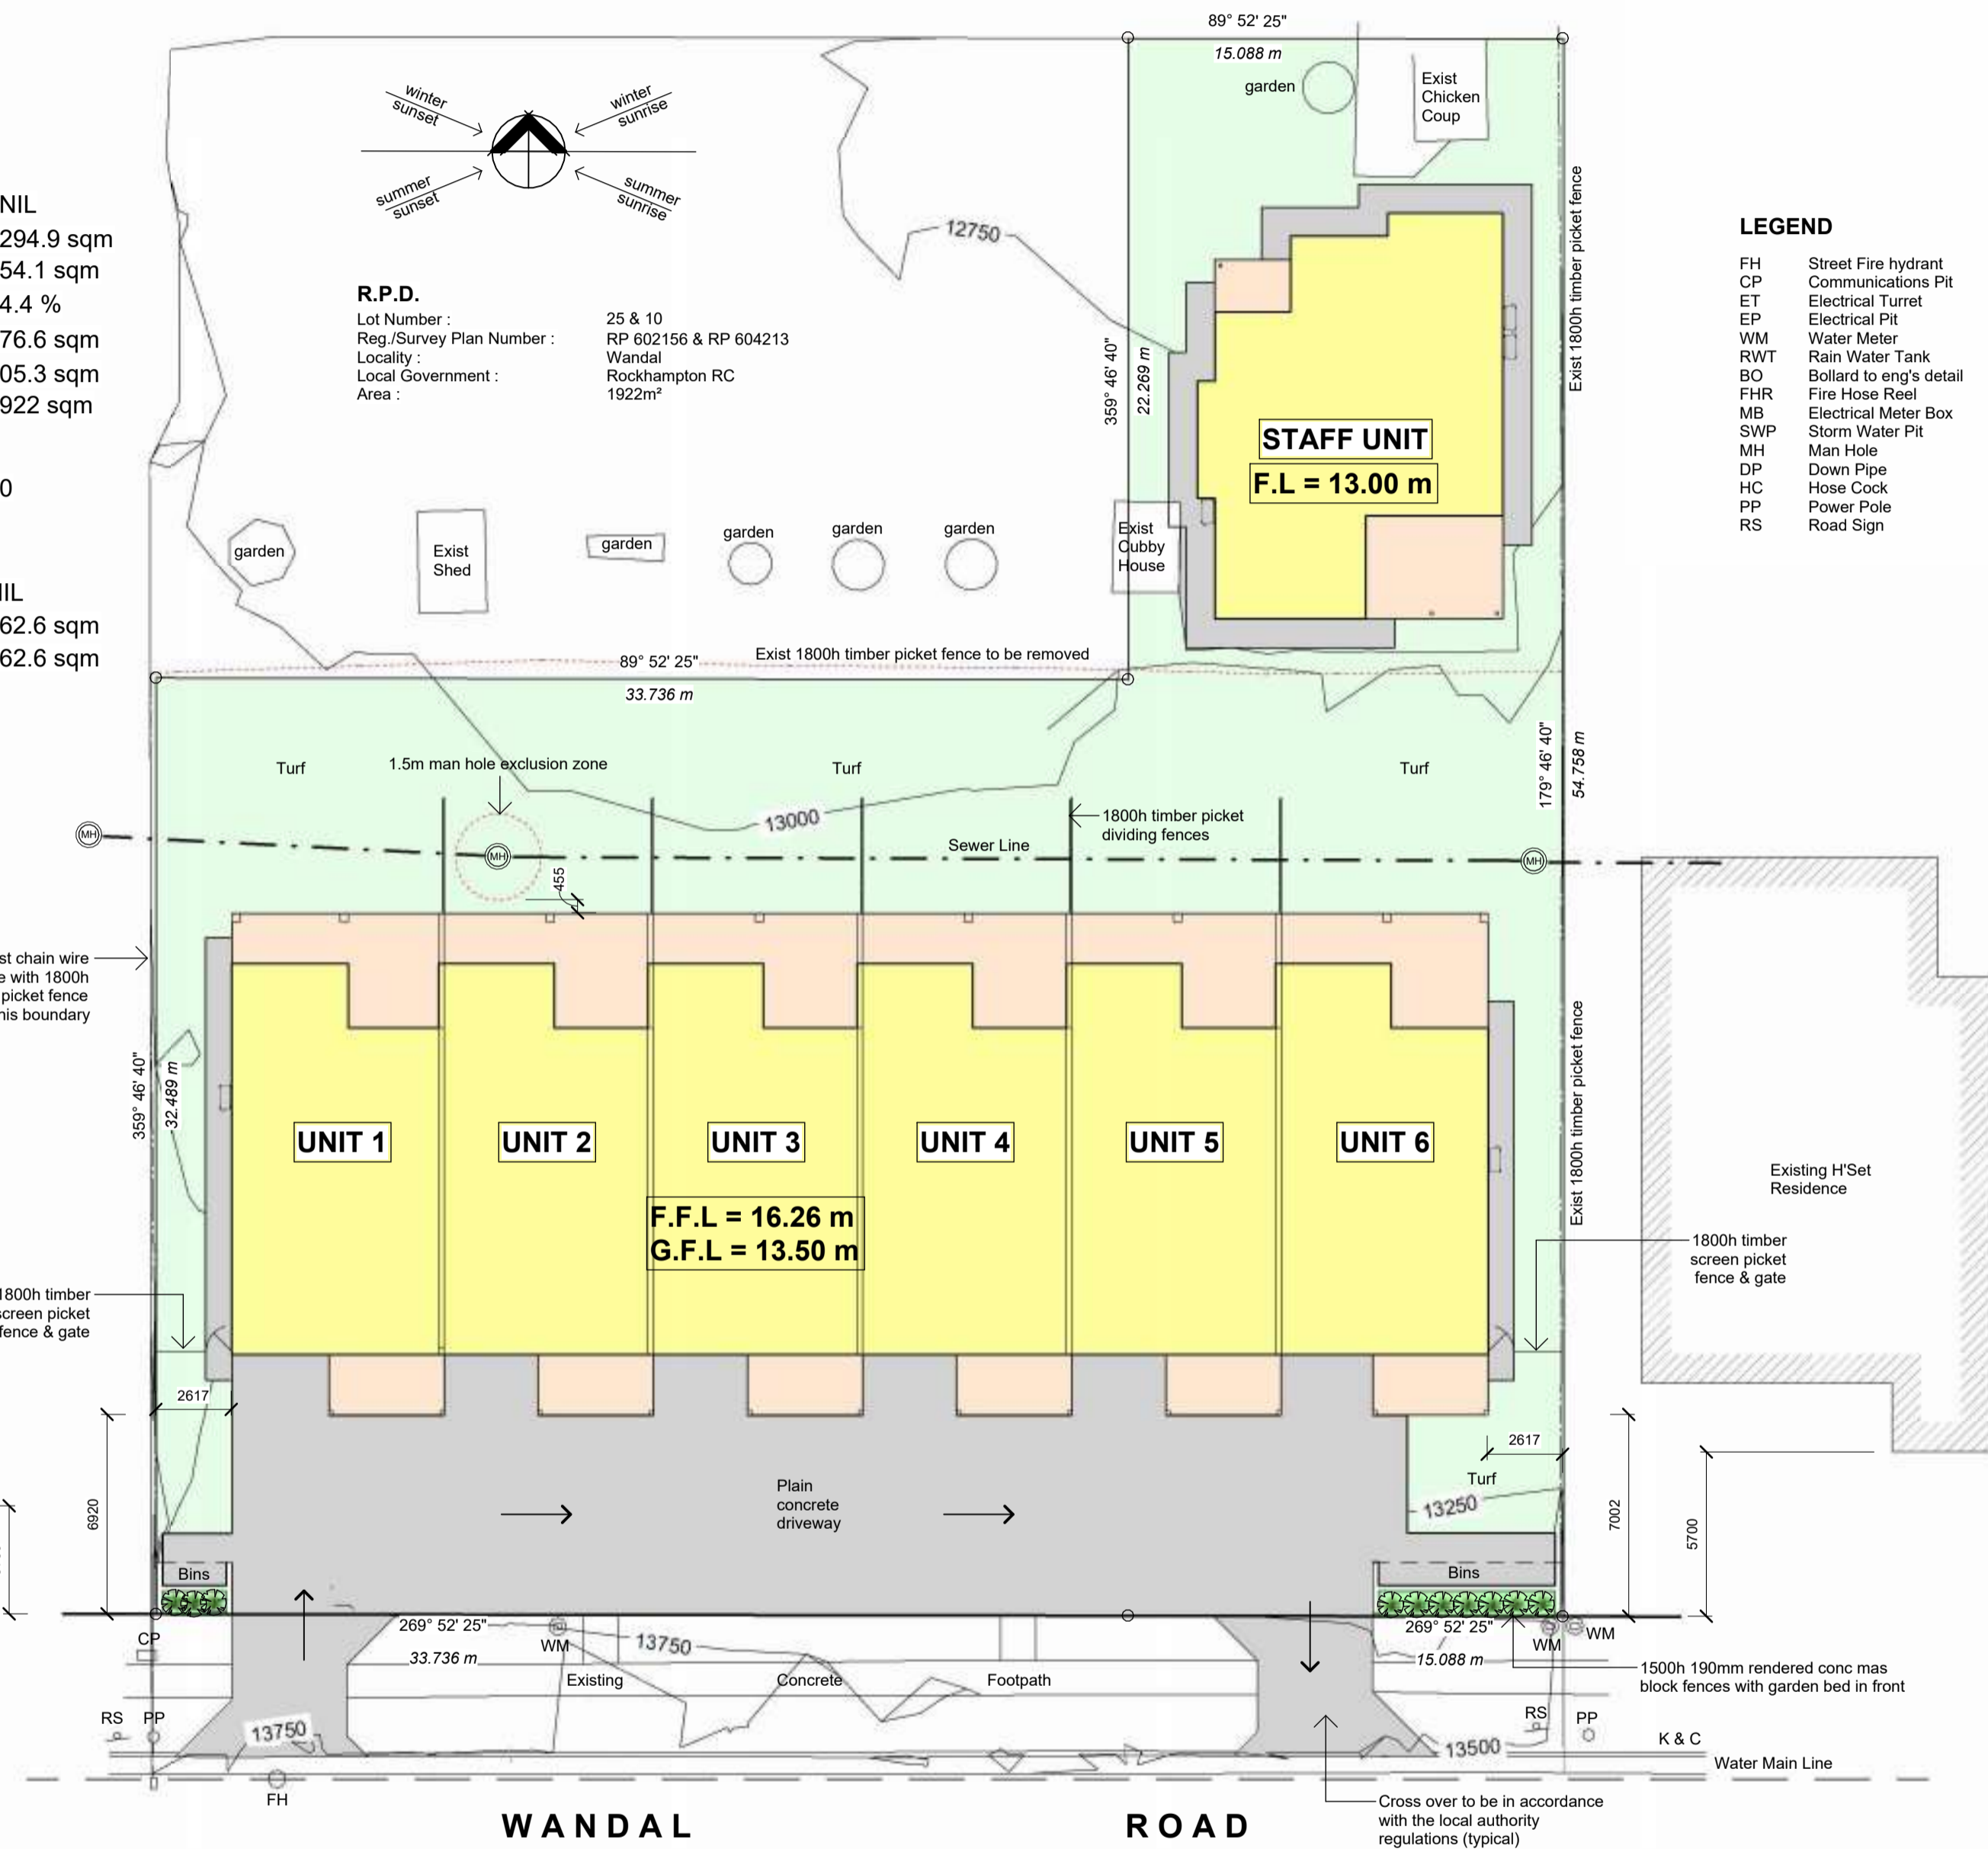 89° 52' 25"
15.088 m
garden
Exist
Chicken
Coup
winter
sunset
winter
sunrise
summer
sunset
summer
sunrise
NIL
294.9 sqm
54.1 sqm
4.4 %
76.6 sqm
05.3 sqm
922 sqm
0
62.6 sqm
62.6 sqm
R.P.D.
Lot Number : 25 & 10
Reg./Survey Plan Number : RP 602156 & RP 604213
Locality : Wandal
Local Government : Rockhampton RC
Area : 1922m²
12750
359° 46' 40"
22.269 m
Exist 1800h timber picket fence
LEGEND
FH Street Fire hydrant
CP Communications Pit
ET Electrical Turret
EP Electrical Pit
WM Water Meter
RWT Rain Water Tank
BO Bollard to eng's detail
FHR Fire Hose Reel
MB Electrical Meter Box
SWP Storm Water Pit
MH Man Hole
DP Down Pipe
HC Hose Cock
PP Power Pole
RS Road Sign
STAFF UNIT
F.L = 13.00 m
garden
Exist
Shed
garden
garden
garden
garden
Exist
Cubby
House
89° 52' 25"
Exist 1800h timber picket fence to be removed
33.736 m
Turf
1.5m man hole exclusion zone
Turf
Turf
179° 46' 40"
54.758 m
13000
1800h timber picket
dividing fences
MH
MH
Sewer Line
MH
455
st chain wire
e with 1800h
picket fence
his boundary
359° 46' 40"
32.489 m
UNIT 1
UNIT 2
UNIT 3
UNIT 4
UNIT 5
UNIT 6
F.F.L = 16.26 m
G.F.L = 13.50 m
Exist 1800h timber picket fence
Existing H'Set
Residence
1800h timber
screen picket
fence & gate
1800h timber
screen picket
fence & gate
2617
2617
6920
Plain
concrete
driveway
Turf
13250
7002
5700
Bins
Bins
CP
269° 52' 25"
33.736 m
WM
13750
Existing
Concrete
Footpath
269° 52' 25"
15.088 m
WM
WM
1500h 190mm rendered conc mas
block fences with garden bed in front
RS
PP
13750
RS
PP
13500
K & C
Water Main Line
FH
WANDAL ROAD
Cross over to be in accordance
with the local authority
regulations (typical)